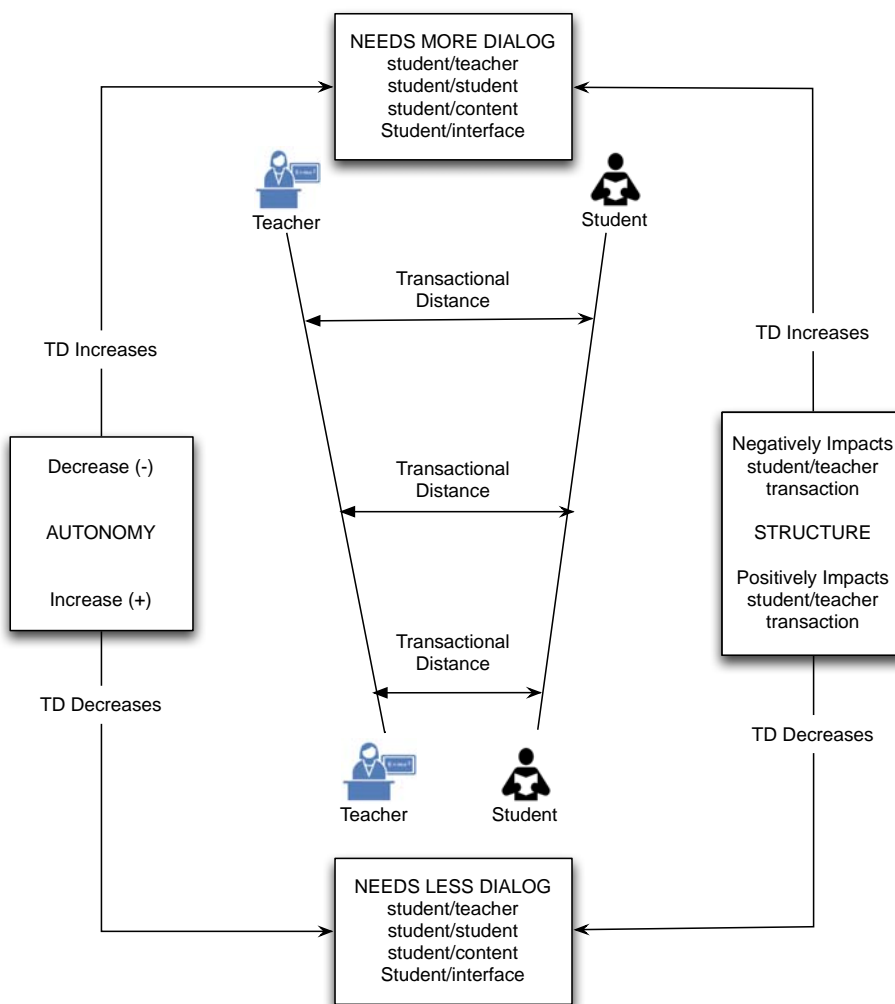 NEEDS MORE DIALOG
student/teacher
student/student
student/content
Student/interface
Teacher
Student
Transactional
Distance
TD Increases
TD Increases
Decrease (-)
AUTONOMY
Increase (+)
Transactional
Distance
Negatively Impacts
student/teacher
transaction
STRUCTURE
Positively Impacts
student/teacher
transaction
Transactional
Distance
TD Decreases
TD Decreases
Teacher
Student
NEEDS LESS DIALOG
student/teacher
student/student
student/content
Student/interface